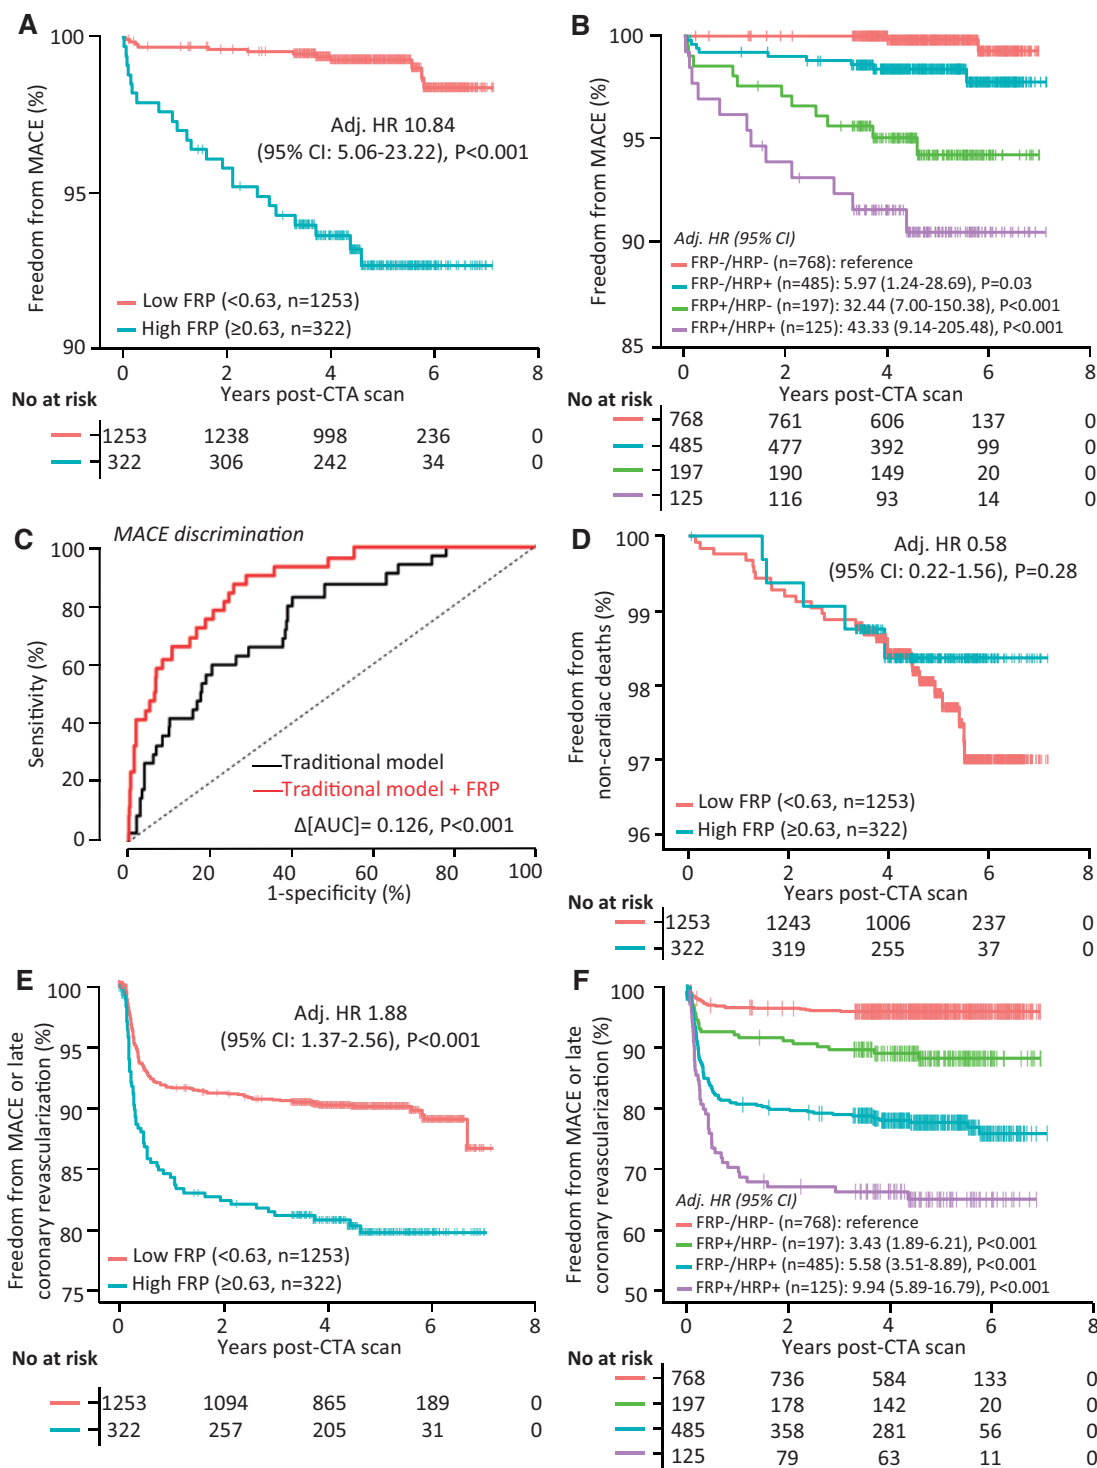 A
Freedom from MACE (%)
100
95
90
Adj. HR 10.84
(95% CI: 5.06-23.22), P<0.001
Low FRP (<0.63, n=1253)
High FRP (≥0.63, n=322)
0 2 4 6 8
Years post-CTA scan
No at risk
1253 1238 998 236 0
322 306 242 34 0
B
Freedom from MACE (%)
100
95
90
85
Adj. HR (95% CI)
FRP-/HRP- (n=768): reference
FRP-/HRP+ (n=485): 5.97 (1.24-28.69), P=0.03
FRP+/HRP- (n=197): 32.44 (7.00-150.38), P<0.001
FRP+/HRP+ (n=125): 43.33 (9.14-205.48), P<0.001
0 2 4 6 8
Years post-CTA scan
No at risk
768 761 606 137 0
485 477 392 99 0
197 190 149 20 0
125 116 93 14 0
C
MACE discrimination
Sensitivity (%)
100
80
60
40
20
0
Traditional model
Traditional model + FRP
Δ[AUC]= 0.126, P<0.001
0 20 40 60 80 100
1-specificity (%)
D
Freedom from
non-cardiac deaths (%)
100
99
98
97
96
Adj. HR 0.58
(95% CI: 0.22-1.56), P=0.28
Low FRP (<0.63, n=1253)
High FRP (≥0.63, n=322)
0 2 4 6 8
Years post-CTA scan
No at risk
1253 1243 1006 237 0
322 319 255 37 0
E
Freedom from MACE or late
coronary revascularization (%)
100
95
90
85
80
75
Adj. HR 1.88
(95% CI: 1.37-2.56), P<0.001
Low FRP (<0.63, n=1253)
High FRP (≥0.63, n=322)
0 2 4 6 8
Years post-CTA scan
No at risk
1253 1094 865 189 0
322 257 205 31 0
F
Freedom from MACE or late
coronary revascularization (%)
100
90
80
70
60
50
Adj. HR (95% CI)
FRP-/HRP- (n=768): reference
FRP+/HRP- (n=197): 3.43 (1.89-6.21), P<0.001
FRP-/HRP+ (n=485): 5.58 (3.51-8.89), P<0.001
FRP+/HRP+ (n=125): 9.94 (5.89-16.79), P<0.001
0 2 4 6 8
Years post-CTA scan
No at risk
768 736 584 133 0
197 178 142 20 0
485 358 281 56 0
125 79 63 11 0